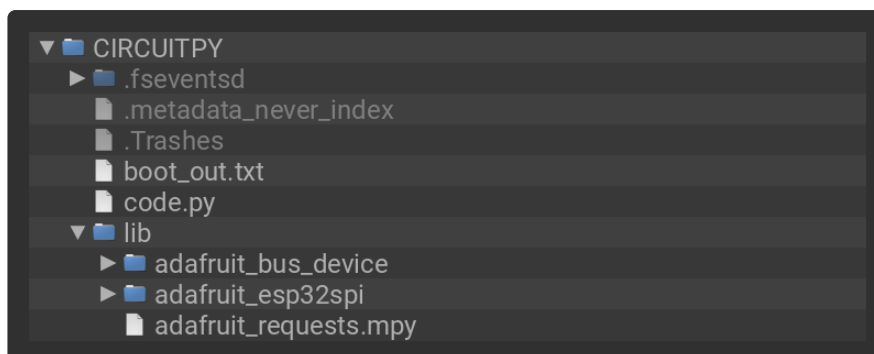 CIRCUITPY
.fseventsd
.metadata_never_index
.Trashes
boot_out.txt
code.py
lib
adafruit_bus_device
adafruit_esp32spi
adafruit_requests.mpy